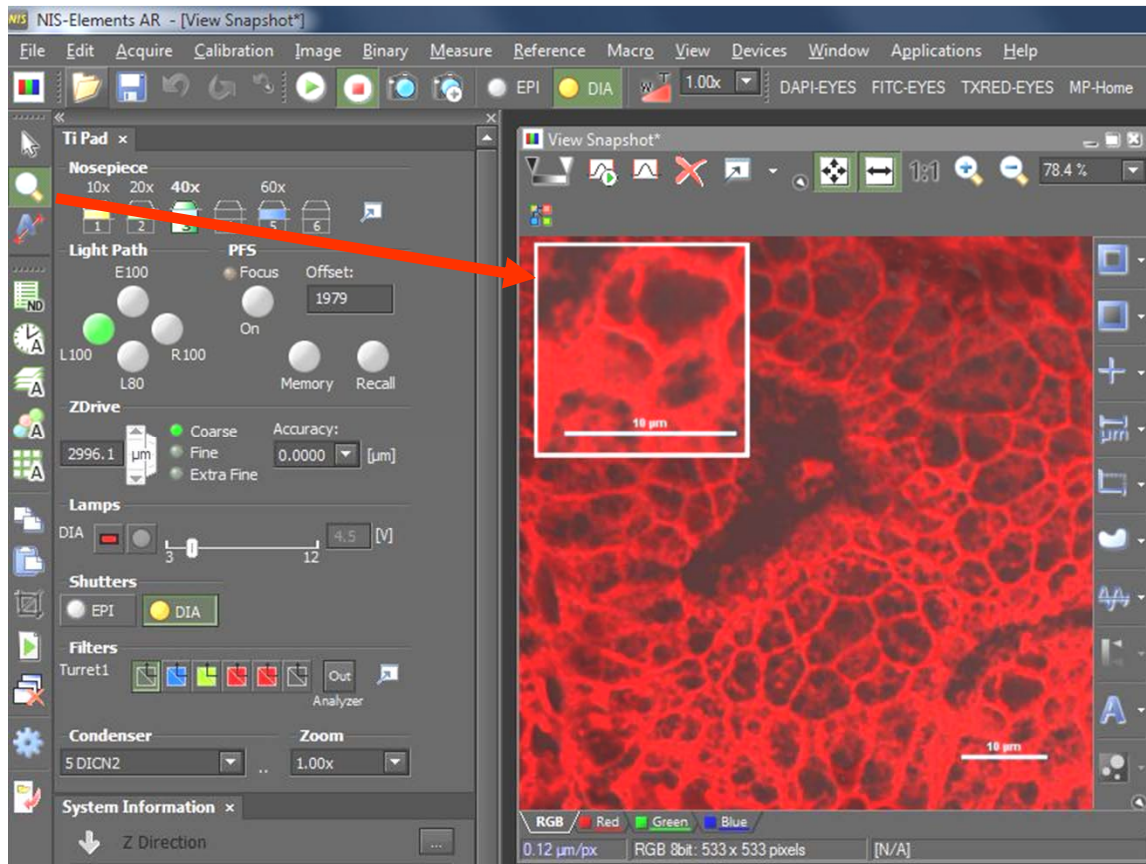 NIS NIS-Elements AR - [View Snapshot*]
File Edit Acquire Calibration Image Binary Measure Reference Macro View Devices Window Applications Help
EPI DIA W T 1.00x DAPI-EYES FITC-EYES TXRED-EYES MP-Home
Ti Pad ×
Nosepiece
10x 20x 40x 60x
1 2 3 5 6
Light Path PFS
E100 Focus Offset:
1979
On
L100 R100
L80 Memory Recall
ZDrive
Coarse Accuracy:
2996.1 µm Fine 0.0000 [µm]
Extra Fine
Lamps
DIA 4.5 [V]
3 12
Shutters
EPI DIA
Filters
Turret1 Out
Analyzer
Condenser Zoom
5 DICN2 .. 1.00x
System Information ×
Z Direction ...
ND
A
A
A
A
View Snapshot*
1:1 78.4 %
10 µm
10 µm
µm
A
RGB Red Green Blue
0.12 µm/px RGB 8bit: 533 x 533 pixels [N/A]